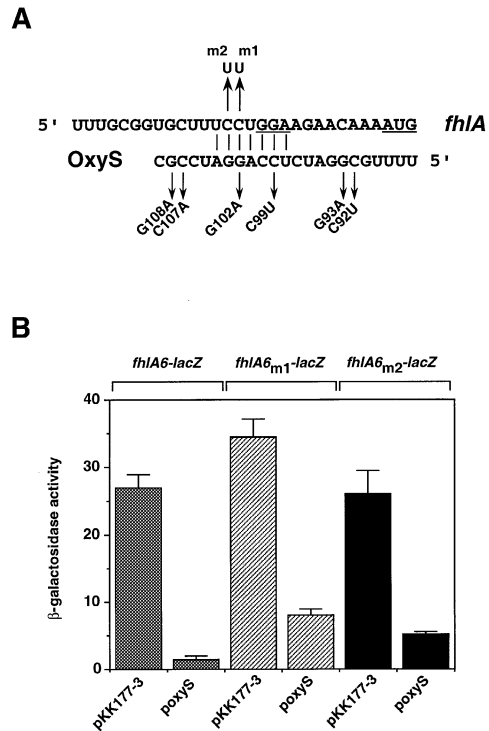 A
m2 m1
U U
5' UUUGCGGUGCUUUCCUGGAAGAACAAAAUG fhlA
OxyS CGCCUAGGACCUCUAGGCGUUUU 5'
G108A C107A G102A C99U G93A C92U
B
fhlA6-lacZ fhlA6m1-lacZ fhlA6m2-lacZ
β-galactosidase activity
40
30
20
10
0
pKK177-3 poxyS pKK177-3 poxyS pKK177-3 poxyS